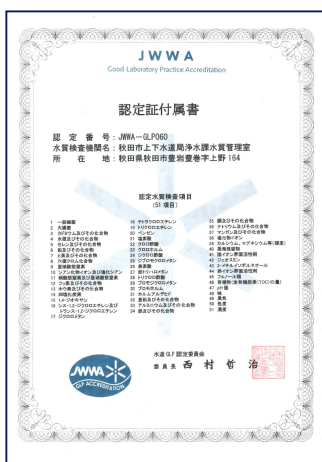 JWWA
Good Laboratory Practice Accreditation
認定証付属書
認 定 番 号：JWWA－GLP060
水質検査機関名：秋田市上下水道局浄水課水質管理室
所 在 地：秋田県秋田市豊岩豊巻字上野164
認定水質検査項目
(51 項目)
1 一般細菌
2 大腸菌
3 カドミウム及びその化合物
4 水銀及びその化合物
5 セレン及びその化合物
6 鉛及びその化合物
7 ヒ素及びその化合物
8 六価クロム化合物
9 亜硝酸態窒素
10 シアン化物イオン及び塩化シアン
11 硝酸態窒素及び亜硝酸態窒素
12 フッ素及びその化合物
13 ホウ素及びその化合物
14 四塩化炭素
15 1,4-ジオキサン
16 シス-1,2-ジクロロエチレン及び
トランス-1,2-ジクロロエチレン
17 ジクロロメタン
18 テトラクロロエチレン
19 トリクロロエチレン
20 ベンゼン
21 塩素酸
22 クロロ酢酸
23 クロロホルム
24 ジクロロ酢酸
25 ジブロモクロロメタン
26 臭素酸
27 総トリハロメタン
28 トリクロロ酢酸
29 ブロモジクロロメタン
30 ブロモホルム
31 ホルムアルデヒド
32 亜鉛及びその化合物
33 アルミニウム及びその化合物
34 鉄及びその化合物
35 銅及びその化合物
36 ナトリウム及びその化合物
37 マンガン及びその化合物
38 塩化物イオン
39 カルシウム、マグネシウム等(硬度)
40 蒸発残留物
41 陰イオン界面活性剤
42 ジェオスミン
43 2-メチルイソボルネオール
44 非イオン界面活性剤
45 フェノール類
46 有機物(全有機炭素(TOC)の量)
47 pH値
48 味
49 臭気
50 色度
51 濁度
水道 GLP 認定委員会
委 員 長 西 村 哲 治
JWWA
GLP ACCREDITATION